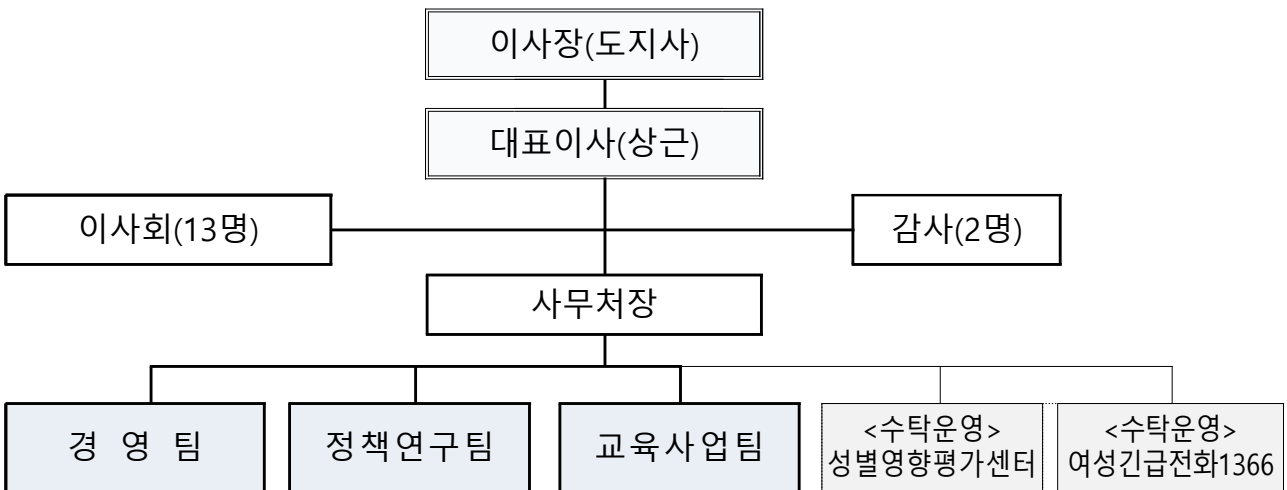 이사장(도지사)
대표이사(상근)
이사회(13명)
감사(2명)
사무처장
경 영 팀
정책연구팀
교육사업팀
<수탁운영>
성별영향평가센터
<수탁운영>
여성긴급전화1366